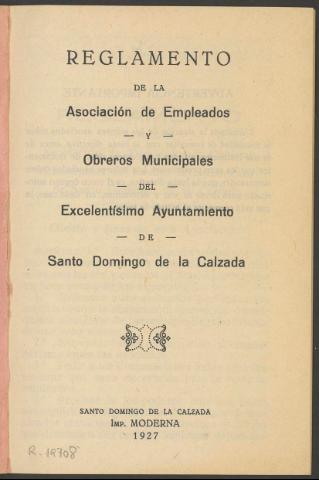 REGLAMENTO
DE LA
Asociación de Empleados
— Y —
Obreros Municipales
— DEL —
Excelentísimo Ayuntamiento
— DE —
Santo Domingo de la Calzada
SANTO DOMINGO DE LA CALZADA
IMP. MODERNA
1927
R-19708